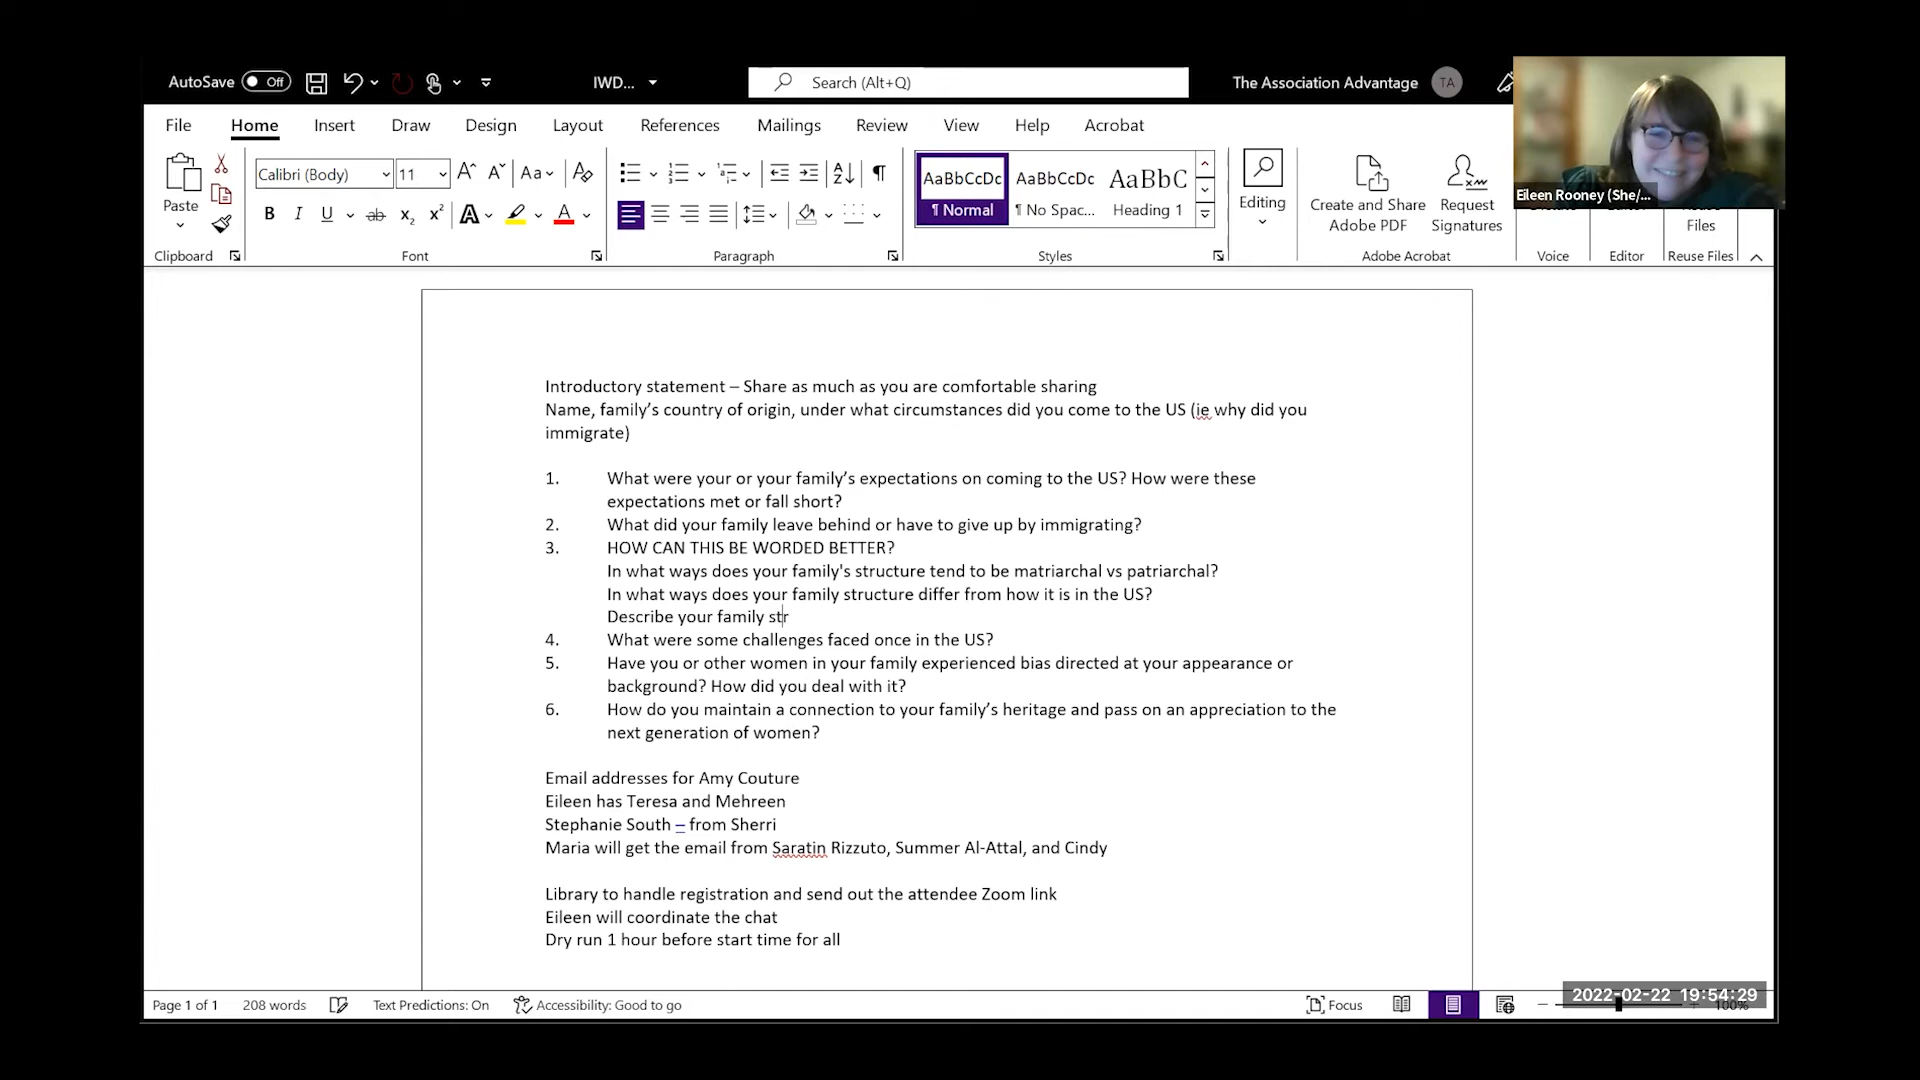 AutoSave Off IWD... Search (Alt+Q) The Association Advantage TA
File Home Insert Draw Design Layout References Mailings Review View Help Acrobat
Eileen Rooney (She/...
Paste
Calibri (Body) 11 Aa
AaBbCcDc AaBbCcDc AaBbC
¶ Normal ¶ No Spac... Heading 1
Editing
Create and Share Adobe PDF
Request Signatures
Files
Clipboard Font Paragraph Styles Adobe Acrobat Voice Editor Reuse Files
Introductory statement – Share as much as you are comfortable sharing
Name, family’s country of origin, under what circumstances did you come to the US (ie why did you
immigrate)
1. What were your or your family’s expectations on coming to the US? How were these
expectations met or fall short?
2. What did your family leave behind or have to give up by immigrating?
3. HOW CAN THIS BE WORDED BETTER?
In what ways does your family's structure tend to be matriarchal vs patriarchal?
In what ways does your family structure differ from how it is in the US?
Describe your family str
4. What were some challenges faced once in the US?
5. Have you or other women in your family experienced bias directed at your appearance or
background? How did you deal with it?
6. How do you maintain a connection to your family’s heritage and pass on an appreciation to the
next generation of women?
Email addresses for Amy Couture
Eileen has Teresa and Mehreen
Stephanie South – from Sherri
Maria will get the email from Saratin Rizzuto, Summer Al-Attal, and Cindy
Library to handle registration and send out the attendee Zoom link
Eileen will coordinate the chat
Dry run 1 hour before start time for all
Page 1 of 1 208 words Text Predictions: On Accessibility: Good to go Focus 100%
2022-02-22 19:54:29